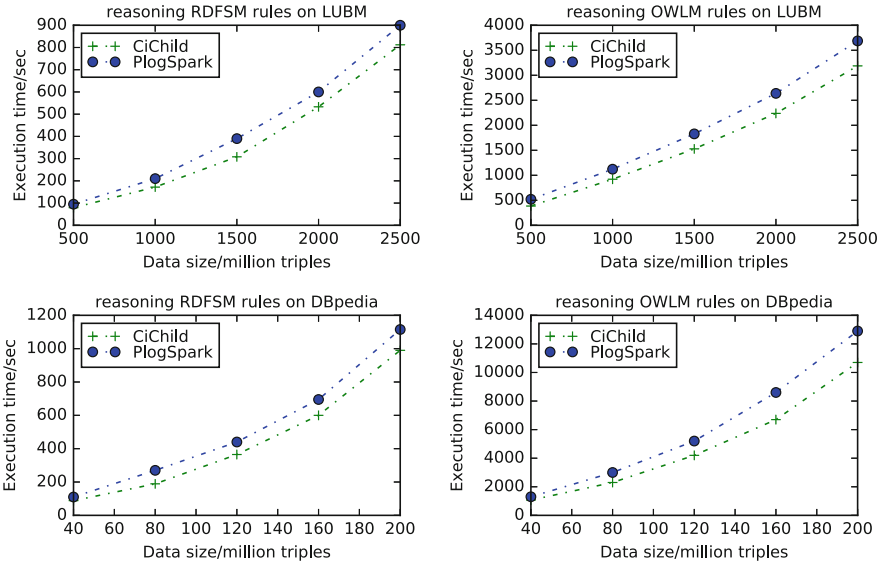 reasoning RDFSM rules on LUBM
900
800
700
600
500
400
300
200
100
0
Execution time/sec
CiChild
PlogSpark
500 1000 1500 2000 2500
Data size/million triples
reasoning OWLM rules on LUBM
4000
3500
3000
2500
2000
1500
1000
500
0
Execution time/sec
CiChild
PlogSpark
500 1000 1500 2000 2500
Data size/million triples
reasoning RDFSM rules on DBpedia
1200
1000
800
600
400
200
0
Execution time/sec
CiChild
PlogSpark
40 60 80 100 120 140 160 180 200
Data size/million triples
reasoning OWLM rules on DBpedia
14000
12000
10000
8000
6000
4000
2000
0
Execution time/sec
CiChild
PlogSpark
40 60 80 100 120 140 160 180 200
Data size/million triples